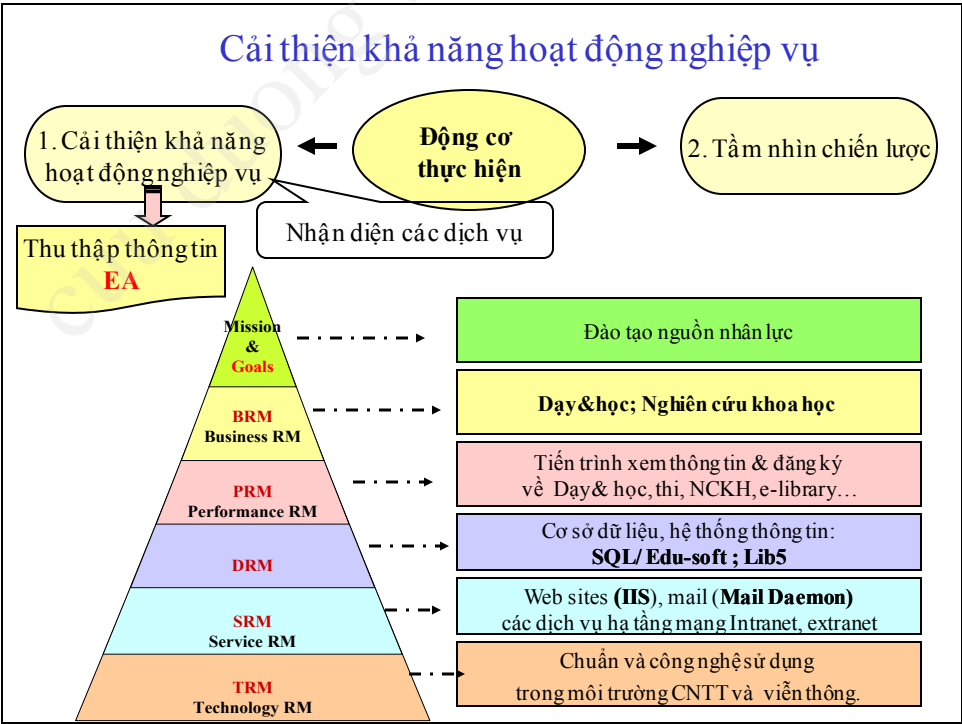 Cải thiện khả năng hoạt động nghiệp vụ
1. Cải thiện khả năng
hoạt động nghiệp vụ
Động cơ
thực hiện
2. Tầm nhìn chiến lược
Nhận diện các dịch vụ
Thu thập thông tin
EA
Mission
&
Goals
Đào tạo nguồn nhân lực
BRM
Business RM
Dạy&học; Nghiên cứu khoa học
PRM
Performance RM
Tiến trình xem thông tin & đăng ký
về Dạy& học, thi, NCKH, e-library…
DRM
Cơ sở dữ liệu, hệ thống thông tin:
SQL/ Edu-soft ; Lib5
SRM
Service RM
Web sites (IIS), mail (Mail Daemon)
các dịch vụ hạ tầng mạng Intranet, extranet
TRM
Technology RM
Chuẩn và công nghệ sử dụng
trong môi trường CNTT và viễn thông.
cuu duong